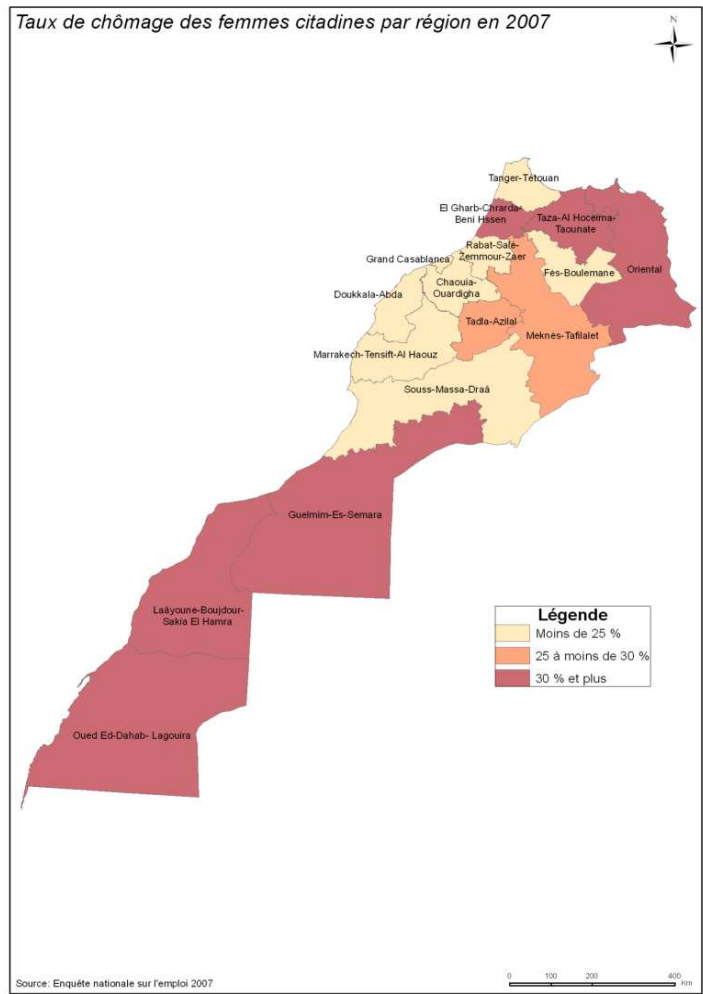 Taux de chômage des femmes citadines par région en 2007
N
Tanger-Tétouan
El Gharb-Chrarda-
Beni Hssen
Taza-Al Hoceima-
Taounate
Rabat-Salé-
Zemmour-Zaer
Grand Casablanca
Fès-Boulemane
Oriental
Chaouia-
Ouardigha
Doukkala-Abda
Tadla-Azilal
Meknès-Tafilalet
Marrakech-Tensift-Al Haouz
Souss-Massa-Draâ
Guelmim-Es-Semara
Laâyoune-Boujdour-
Sakia El Hamra
Oued Ed-Dahab- Lagouira
Légende
Moins de 25 %
25 à moins de 30 %
30 % et plus
Source: Enquête nationale sur l'emploi 2007
0 100 200 400
Km